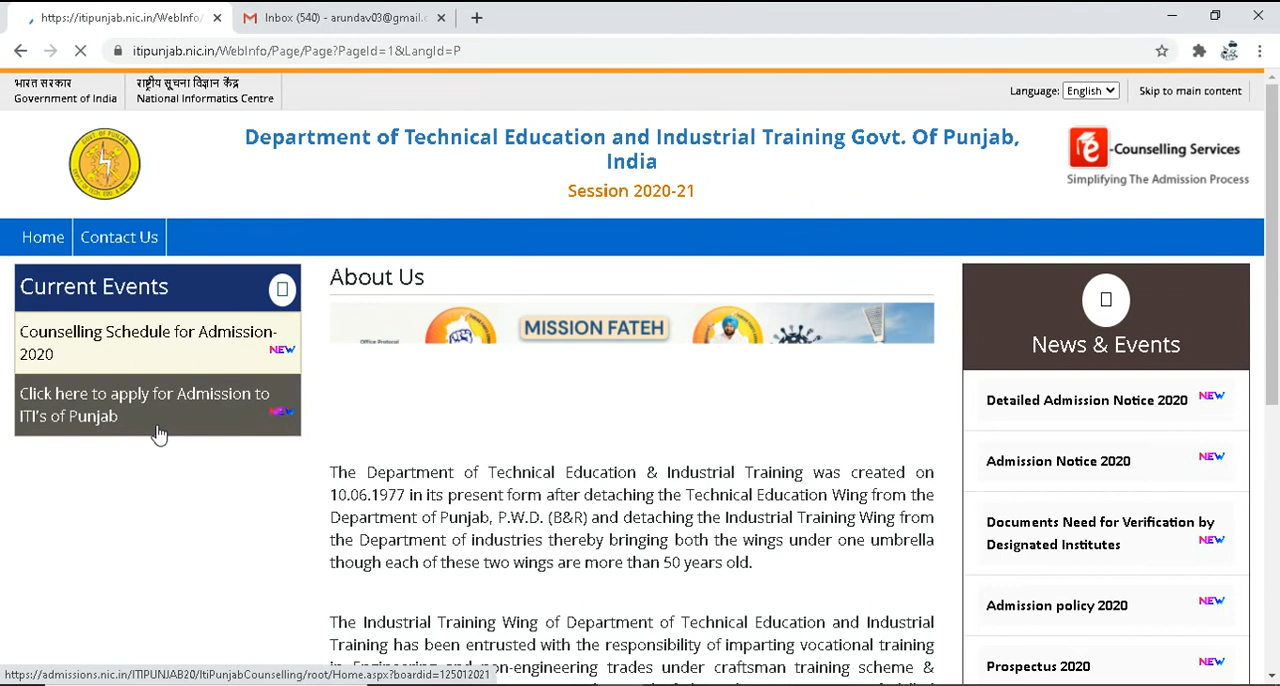 https://itipunjab.nic.in/WebInfo/
Inbox (540) - arundav03@gmail.c
itipunjab.nic.in/WebInfo/Page/Page?PageId=1&LangId=P
भारत सरकार
Government of India
राष्ट्रीय सूचना विज्ञान केंद्र
National Informatics Centre
Language: English
Skip to main content
Department of Technical Education and Industrial Training Govt. Of Punjab,
India
Session 2020-21
e-Counselling Services
Simplifying The Admission Process
Home
Contact Us
Current Events
Counselling Schedule for Admission-
2020
NEW
Click here to apply for Admission to
ITI's of Punjab
NEW
About Us
MISSION FATEH
The Department of Technical Education & Industrial Training was created on
10.06.1977 in its present form after detaching the Technical Education Wing from the
Department of Punjab, P.W.D. (B&R) and detaching the Industrial Training Wing from
the Department of industries thereby bringing both the wings under one umbrella
though each of these two wings are more than 50 years old.
The Industrial Training Wing of Department of Technical Education and Industrial
Training has been entrusted with the responsibility of imparting vocational training
in Engineering and non-engineering trades under craftsman training scheme &
News & Events
Detailed Admission Notice 2020 NEW
Admission Notice 2020 NEW
Documents Need for Verification by
Designated Institutes NEW
Admission policy 2020 NEW
Prospectus 2020 NEW
https://admissions.nic.in/ITIPUNJAB20/ItiPunjabCounselling/root/Home.aspx?boardid=125012021